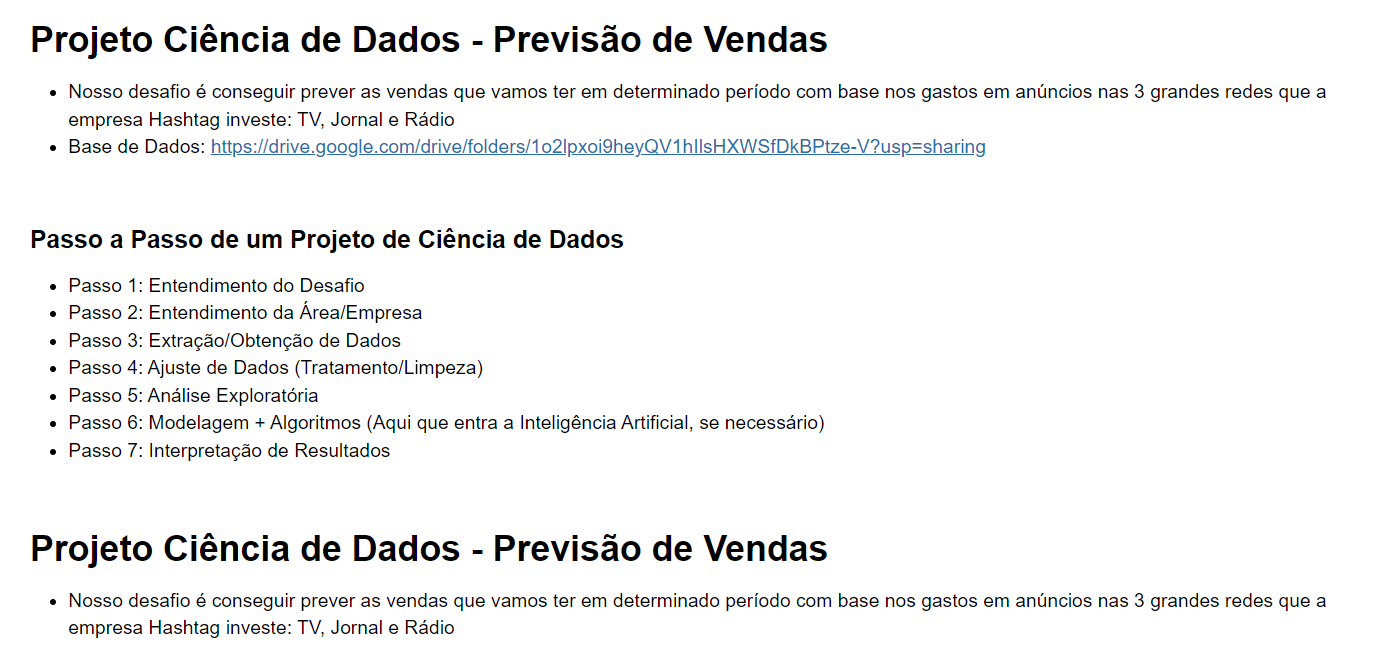 Projeto Ciência de Dados - Previsão de Vendas
Nosso desafio é conseguir prever as vendas que vamos ter em determinado período com base nos gastos em anúncios nas 3 grandes redes que a
empresa Hashtag investe: TV, Jornal e Rádio
Base de Dados: https://drive.google.com/drive/folders/1o2lpxoi9heyQV1hIlsHXWSfDkBPtze-V?usp=sharing
Passo a Passo de um Projeto de Ciência de Dados
Passo 1: Entendimento do Desafio
Passo 2: Entendimento da Área/Empresa
Passo 3: Extração/Obtenção de Dados
Passo 4: Ajuste de Dados (Tratamento/Limpeza)
Passo 5: Análise Exploratória
Passo 6: Modelagem + Algoritmos (Aqui que entra a Inteligência Artificial, se necessário)
Passo 7: Interpretação de Resultados
Projeto Ciência de Dados - Previsão de Vendas
Nosso desafio é conseguir prever as vendas que vamos ter em determinado período com base nos gastos em anúncios nas 3 grandes redes que a
empresa Hashtag investe: TV, Jornal e Rádio